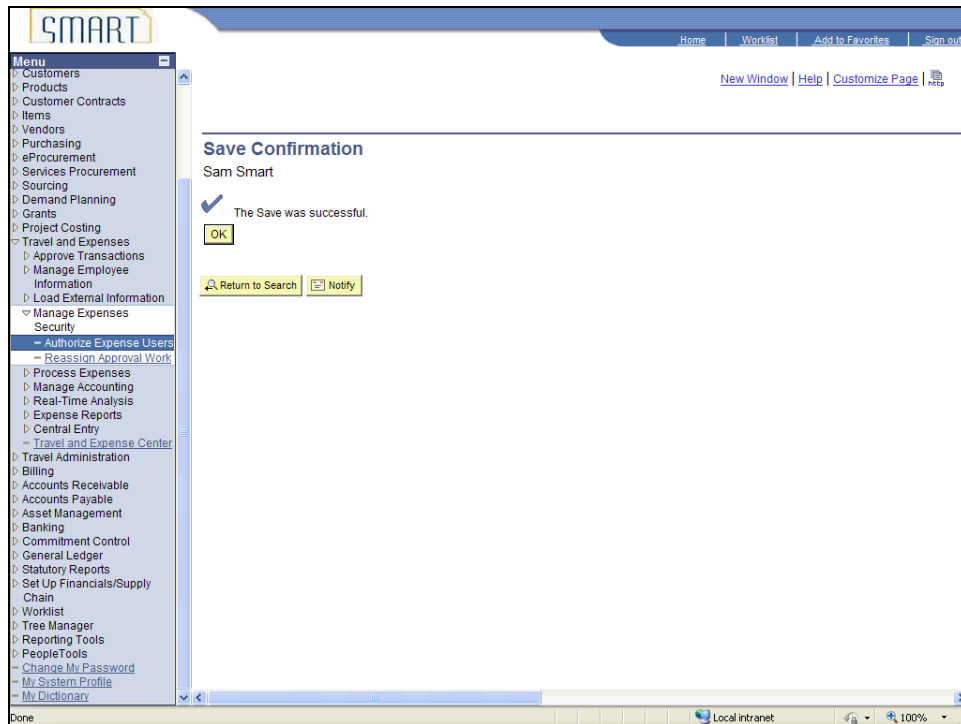 SMART
Home
Worklist
Add to Favorites
Sign out
Menu
Customers
Products
Customer Contracts
Items
Vendors
Purchasing
eProcurement
Services Procurement
Sourcing
Demand Planning
Grants
Project Costing
Travel and Expenses
Approve Transactions
Manage Employee
Information
Load External Information
Manage Expenses
Security
Authorize Expense Users
Reassign Approval Work
Process Expenses
Manage Accounting
Real-Time Analysis
Expense Reports
Central Entry
Travel and Expense Center
Travel Administration
Billing
Accounts Receivable
Accounts Payable
Asset Management
Banking
Commitment Control
General Ledger
Statutory Reports
Set Up Financials/Supply
Chain
Worklist
Tree Manager
Reporting Tools
PeopleTools
Change My Password
My System Profile
My Dictionary
New Window | Help | Customize Page | http
Save Confirmation
Sam Smart
The Save was successful.
OK
Return to Search
Notify
Done
Local intranet
100%